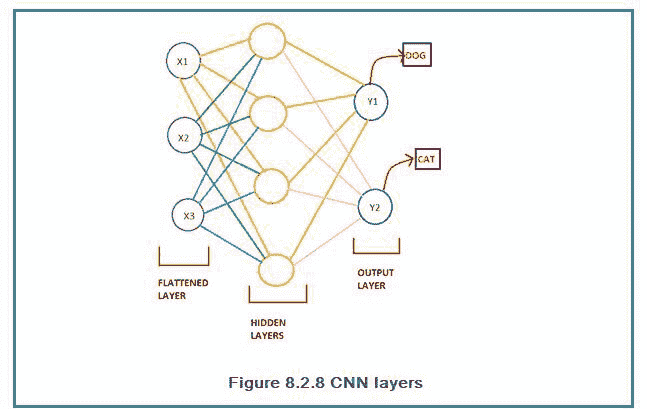 X1
DOG
Y1
X2
CAT
X3
Y2
FLATTENED
LAYER
OUTPUT
LAYER
HIDDEN
LAYERS
Figure 8.2.8 CNN layers